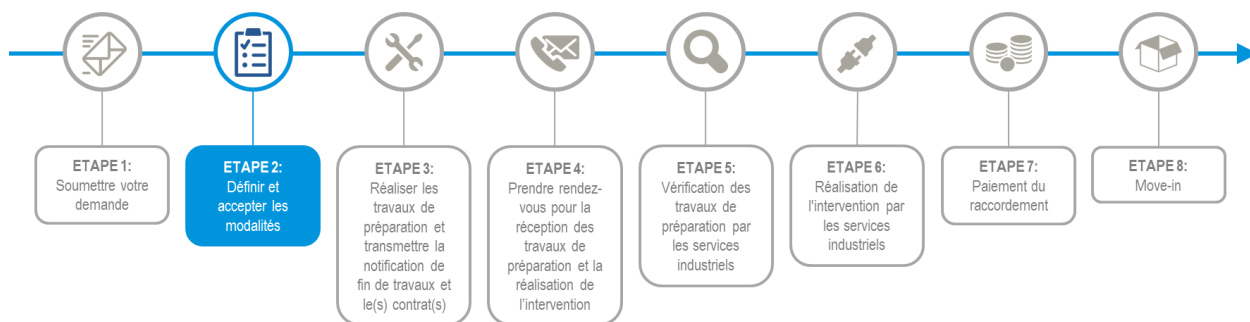 ETAPE 1:
Soumettre votre
demande
ETAPE 2:
Définir et
accepter les
modalités
ETAPE 3:
Réaliser les
travaux de
préparation et
transmettre la
notification de
fin de travaux et
le(s) contrat(s)
ETAPE 4:
Prendre rendez-
vous pour la
réception des
travaux de
préparation et la
réalisation de
l'intervention
ETAPE 5:
Vérification des
travaux de
préparation par
les services
industriels
ETAPE 6:
Réalisation de
l'intervention par
les services
industriels
ETAPE 7:
Paiement du
raccordement
ETAPE 8:
Move-in